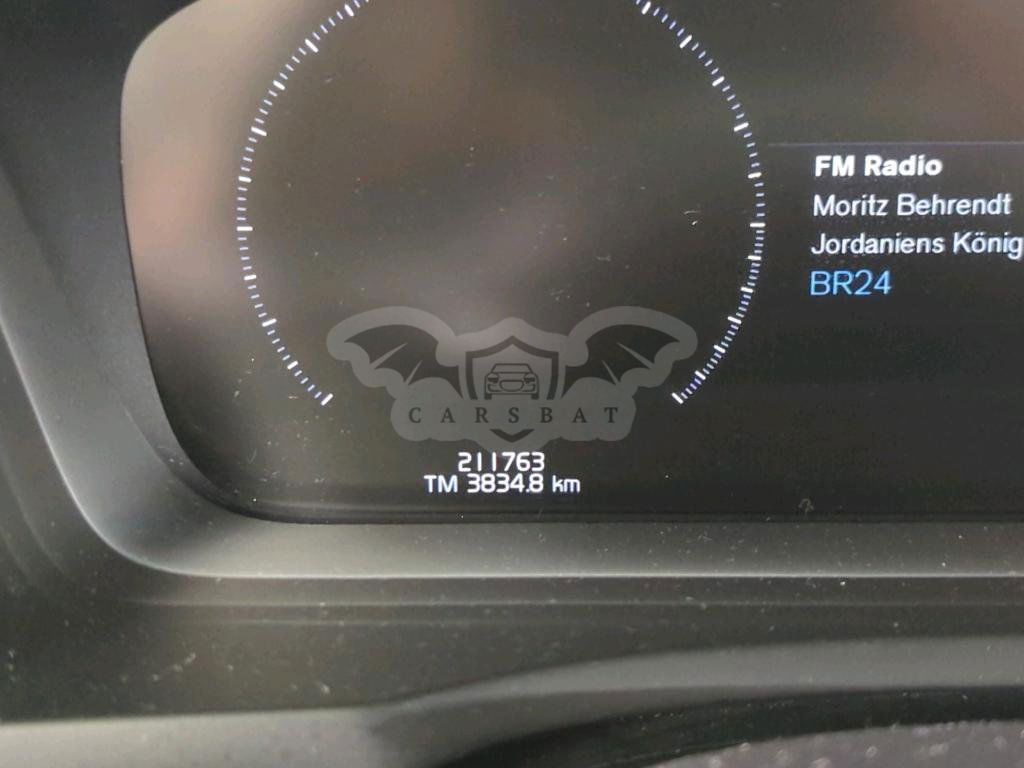 FM Radio
Moritz Behrendt
Jordaniens König
BR24
CARSBAT
211763
TM 3834.8 km